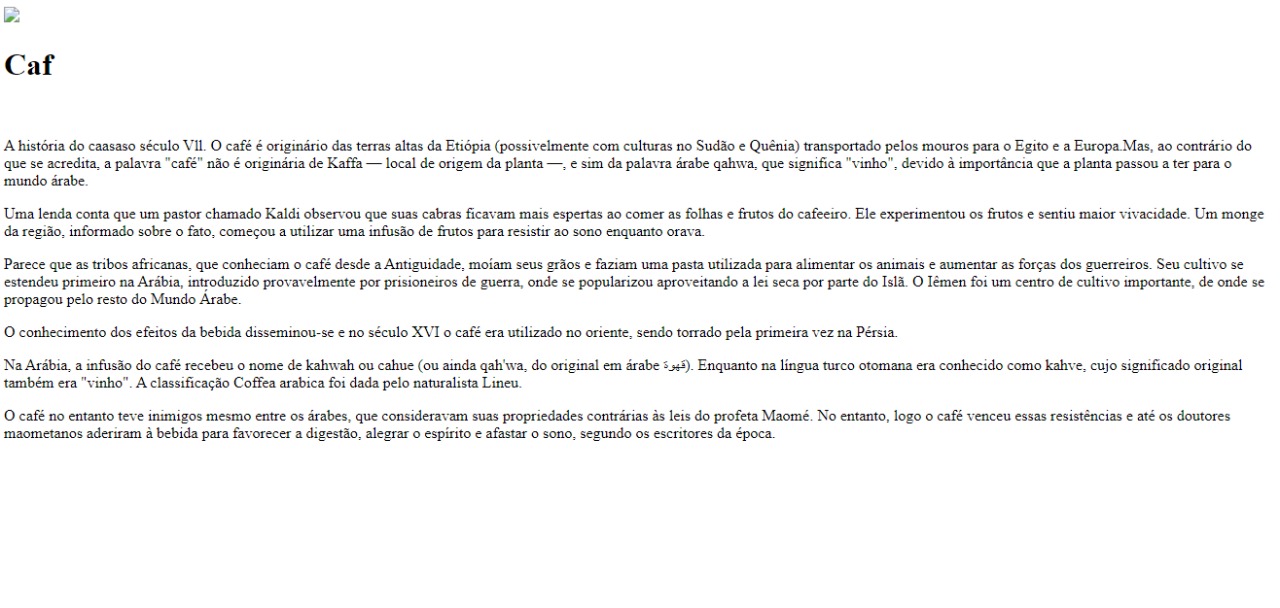 Caf
A história do caasaso século Vll. O café é originário das terras altas da Etiópia (possivelmente com culturas no Sudão e Quênia) transportado pelos mouros para o Egito e a Europa.Mas, ao contrário do
que se acredita, a palavra "café" não é originária de Kaffa — local de origem da planta —, e sim da palavra árabe qahwa, que significa "vinho", devido à importância que a planta passou a ter para o
mundo árabe.
Uma lenda conta que um pastor chamado Kaldi observou que suas cabras ficavam mais espertas ao comer as folhas e frutos do cafeeiro. Ele experimentou os frutos e sentiu maior vivacidade. Um monge
da região, informado sobre o fato, começou a utilizar uma infusão de frutos para resistir ao sono enquanto orava.
Parece que as tribos africanas, que conheciam o café desde a Antiguidade, moíam seus grãos e faziam uma pasta utilizada para alimentar os animais e aumentar as forças dos guerreiros. Seu cultivo se
estendeu primeiro na Arábia, introduzido provavelmente por prisioneiros de guerra, onde se popularizou aproveitando a lei seca por parte do Islã. O Iêmen foi um centro de cultivo importante, de onde se
propagou pelo resto do Mundo Árabe.
O conhecimento dos efeitos da bebida disseminou-se e no século XVI o café era utilizado no oriente, sendo torrado pela primeira vez na Pérsia.
Na Arábia, a infusão do café recebeu o nome de kahwah ou cahue (ou ainda qah'wa, do original em árabe قهوة). Enquanto na língua turco otomana era conhecido como kahve, cujo significado original
também era "vinho". A classificação Coffea arabica foi dada pelo naturalista Lineu.
O café no entanto teve inimigos mesmo entre os árabes, que consideravam suas propriedades contrárias às leis do profeta Maomé. No entanto, logo o café venceu essas resistências e até os doutores
maometanos aderiram à bebida para favorecer a digestão, alegrar o espírito e afastar o sono, segundo os escritores da época.